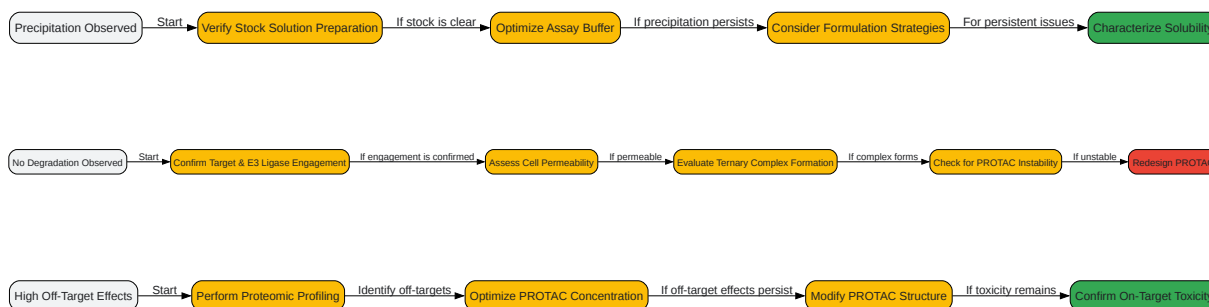 Precipitation Observed Start Verify Stock Solution Preparation If stock is clear Optimize Assay Buffer If precipitation persists Consider Formulation Strategies For persistent issues Characterize Solubility
No Degradation Observed Start Confirm Target & E3 Ligase Engagement If engagement is confirmed Assess Cell Permeability If permeable Evaluate Ternary Complex Formation If complex forms Check for PROTAC Instability If unstable Redesign PROTAC
High Off-Target Effects Start Perform Proteomic Profiling Identify off-targets Optimize PROTAC Concentration If off-target effects persist Modify PROTAC Structure If toxicity remains Confirm On-Target Toxicity